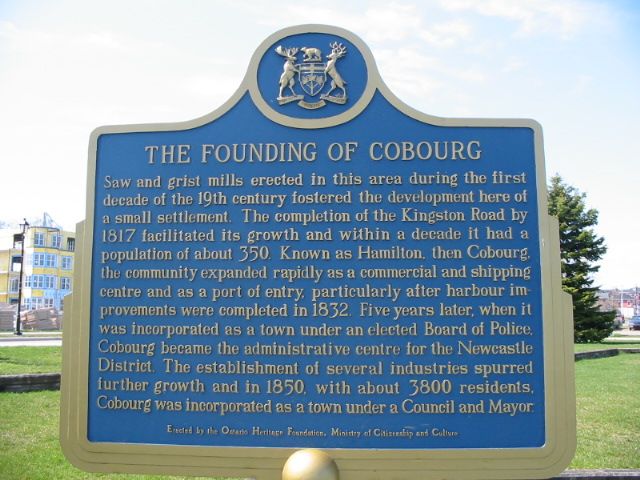 THE FOUNDING OF COBOURG
Saw and grist mills erected in this area during the first
decade of the 19th century fostered the development here of
a small settlement. The completion of the Kingston Road by
1817 facilitated its growth and within a decade it had a
population of about 350. Known as Hamilton, then Cobourg,
the community expanded rapidly as a commercial and shipping
centre and as a port of entry, particularly after harbour im-
provements were completed in 1832. Five years later, when it
was incorporated as a town under an elected Board of Police,
Cobourg became the administrative centre for the Newcastle
District. The establishment of several industries spurred
further growth and in 1850, with about 3800 residents,
Cobourg was incorporated as a town under a Council and Mayor.
Erected by the Ontario Heritage Foundation, Ministry of Citizenship and Culture